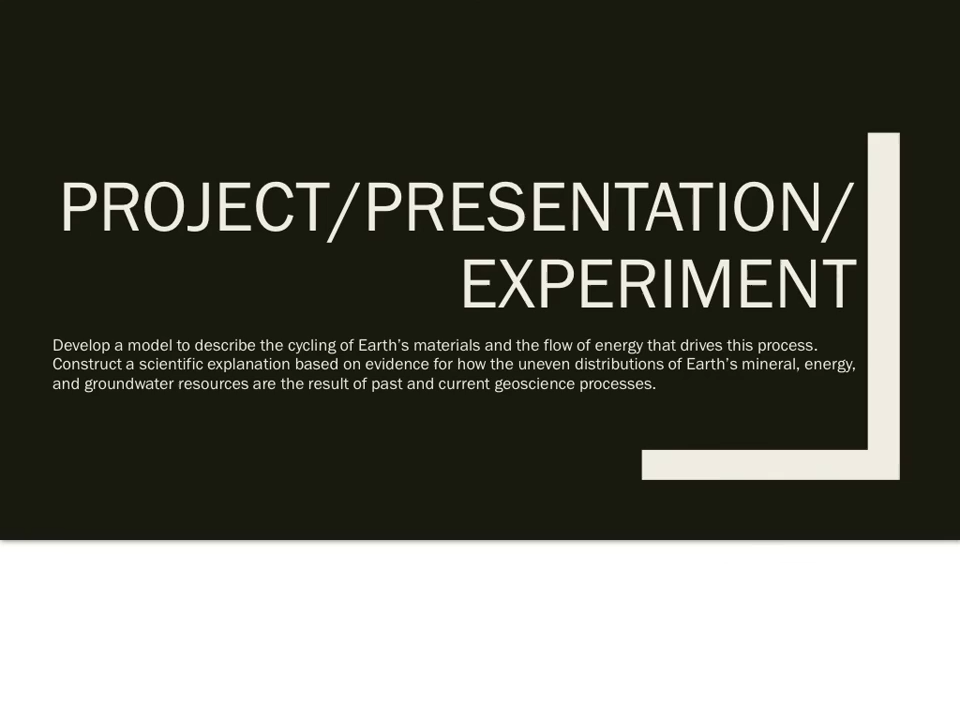 PROJECT/PRESENTATION/
EXPERIMENT
Develop a model to describe the cycling of Earth’s materials and the flow of energy that drives this process.
Construct a scientific explanation based on evidence for how the uneven distributions of Earth’s mineral, energy,
and groundwater resources are the result of past and current geoscience processes.